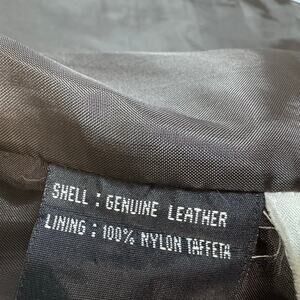 SHELL : GENUINE LEATHER
LINING : 100% NYLON TAFFETA